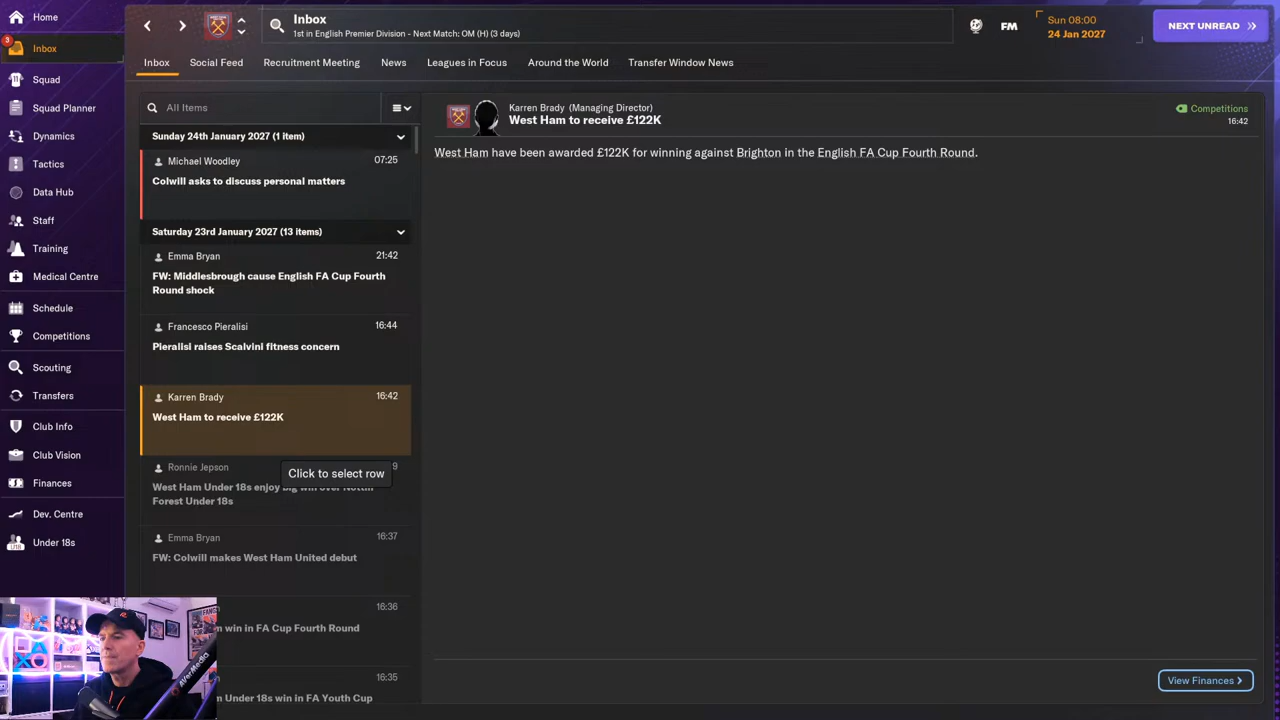 Home
Inbox
1st in English Premier Division - Next Match: OM (H) (3 days)
FM
Sun 08:00
24 Jan 2027
NEXT UNREAD
3
Inbox
Squad
Squad Planner
Dynamics
Tactics
Data Hub
Staff
Training
Medical Centre
Schedule
Competitions
Scouting
Transfers
Club Info
Club Vision
Finances
Dev. Centre
Under 18s
Inbox
Social Feed
Recruitment Meeting
News
Leagues in Focus
Around the World
Transfer Window News
All Items
Sunday 24th January 2027 (1 item)
Michael Woodley
07:25
Colwill asks to discuss personal matters
Saturday 23rd January 2027 (13 items)
Emma Bryan
21:42
FW: Middlesbrough cause English FA Cup Fourth
Round shock
Francesco Pieralisi
16:44
Pieralisi raises Scalvini fitness concern
Karren Brady
16:42
West Ham to receive £122K
Ronnie Jepson
9
Click to select row
West Ham Under 18s enjoy
Forest Under 18s
Emma Bryan
16:37
FW: Colwill makes West Ham United debut
16:36
win in FA Cup Fourth Round
16:35
Under 18s win in FA Youth Cup
Karren Brady (Managing Director)
West Ham to receive £122K
Competitions
16:42
West Ham have been awarded £122K for winning against Brighton in the English FA Cup Fourth Round.
View Finances
AVerMedia